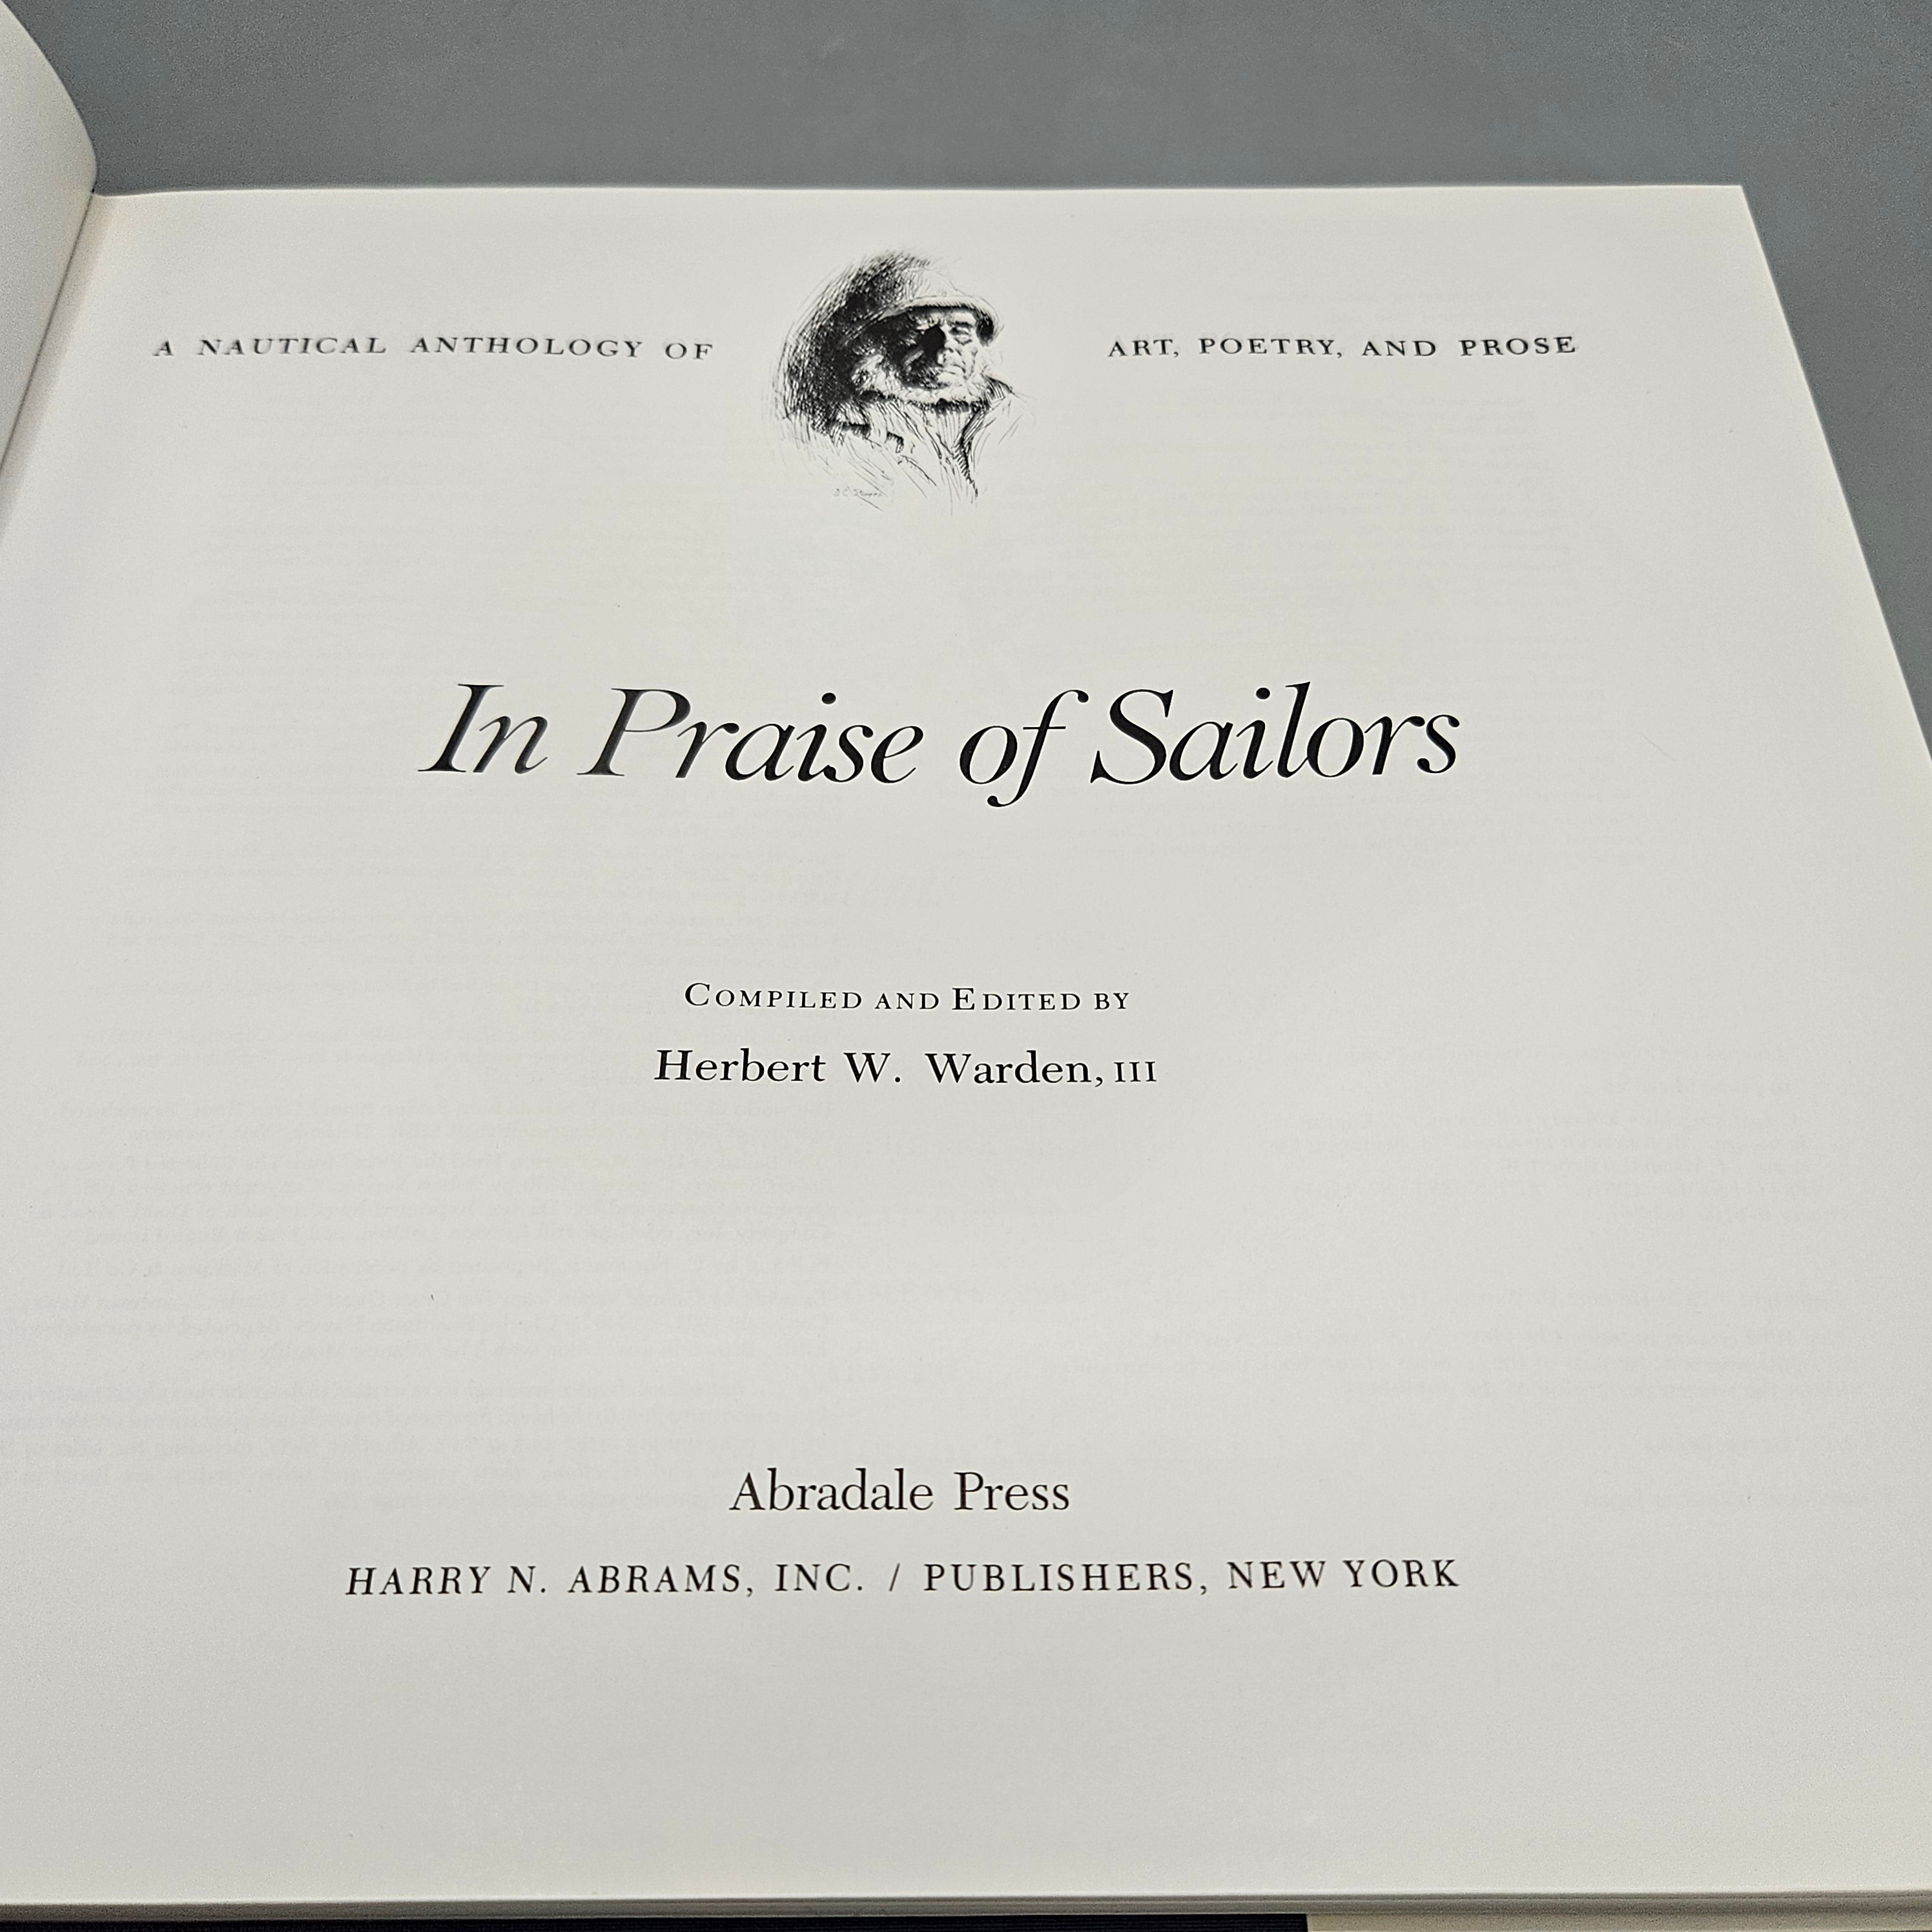 A NAUTICAL ANTHOLOGY OF ART, POETRY, AND PROSE
In Praise of Sailors
COMPILED AND EDITED BY
Herbert W. Warden, III
Abradale Press
HARRY N. ABRAMS, INC. / PUBLISHERS, NEW YORK